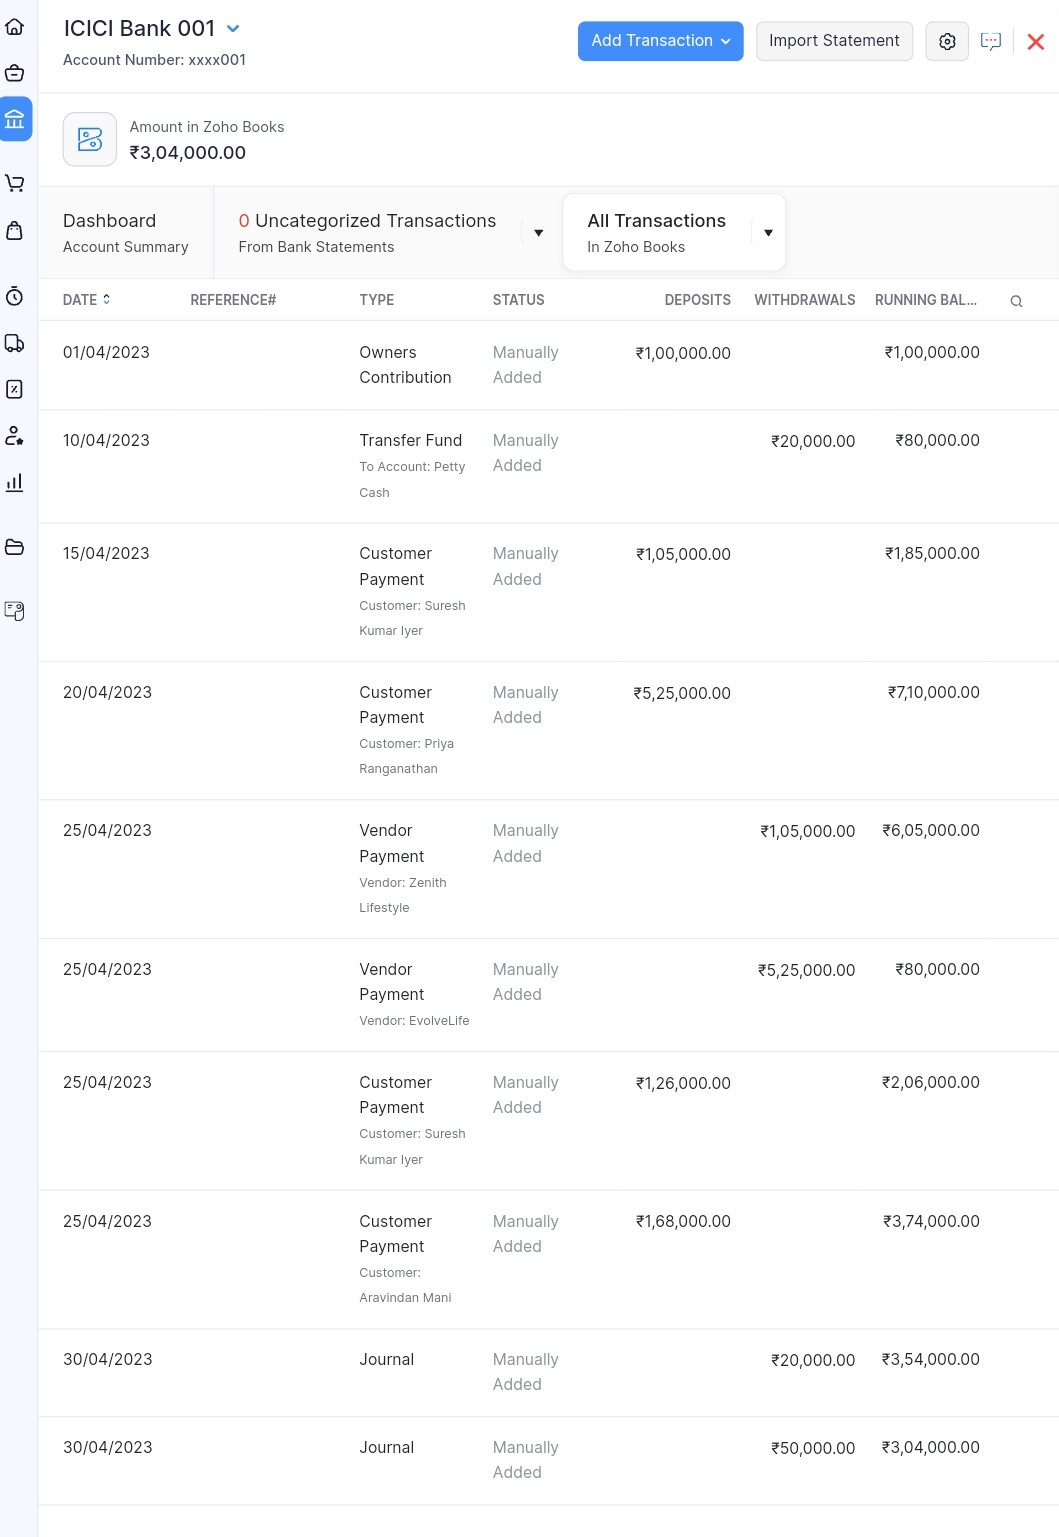 ICICI Bank 001
Account Number: xxxx001
Add Transaction
Import Statement
Amount in Zoho Books
₹3,04,000.00
Dashboard
Account Summary
0 Uncategorized Transactions
From Bank Statements
All Transactions
In Zoho Books
DATE REFERENCE# TYPE STATUS DEPOSITS WITHDRAWALS RUNNING BAL...
01/04/2023 Owners Manually ₹1,00,000.00 ₹1,00,000.00
Contribution Added
10/04/2023 Transfer Fund Manually ₹20,000.00 ₹80,000.00
To Account: Petty Added
Cash
15/04/2023 Customer Manually ₹1,05,000.00 ₹1,85,000.00
Payment Added
Customer: Suresh
Kumar Iyer
20/04/2023 Customer Manually ₹5,25,000.00 ₹7,10,000.00
Payment Added
Customer: Priya
Ranganathan
25/04/2023 Vendor Manually ₹1,05,000.00 ₹6,05,000.00
Payment Added
Vendor: Zenith
Lifestyle
25/04/2023 Vendor Manually ₹5,25,000.00 ₹80,000.00
Payment Added
Vendor: EvolveLife
25/04/2023 Customer Manually ₹1,26,000.00 ₹2,06,000.00
Payment Added
Customer: Suresh
Kumar Iyer
25/04/2023 Customer Manually ₹1,68,000.00 ₹3,74,000.00
Payment Added
Customer:
Aravindan Mani
30/04/2023 Journal Manually ₹20,000.00 ₹3,54,000.00
Added
30/04/2023 Journal Manually ₹50,000.00 ₹3,04,000.00
Added